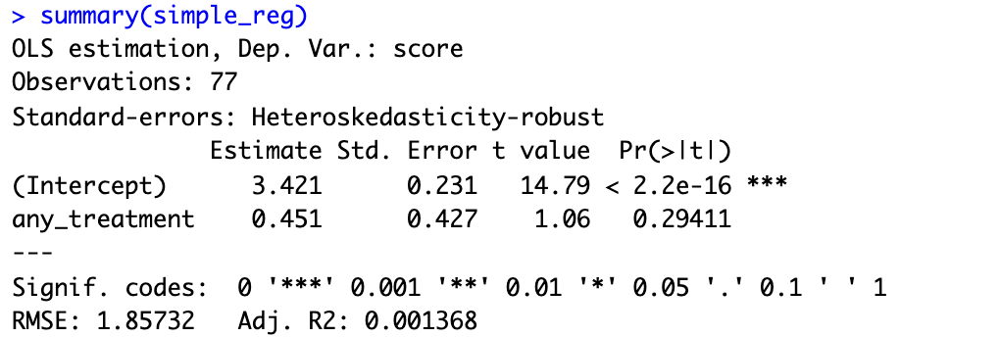 > summary(simple_reg)
OLS estimation, Dep. Var.: score
Observations: 77
Standard-errors: Heteroskedasticity-robust
              Estimate Std. Error t value  Pr(>|t|)
(Intercept)      3.421      0.231   14.79 < 2.2e-16 ***
any_treatment    0.451      0.427    1.06   0.29411
---
Signif. codes:  0 '***' 0.001 '**' 0.01 '*' 0.05 '.' 0.1 ' ' 1
RMSE: 1.85732   Adj. R2: 0.001368